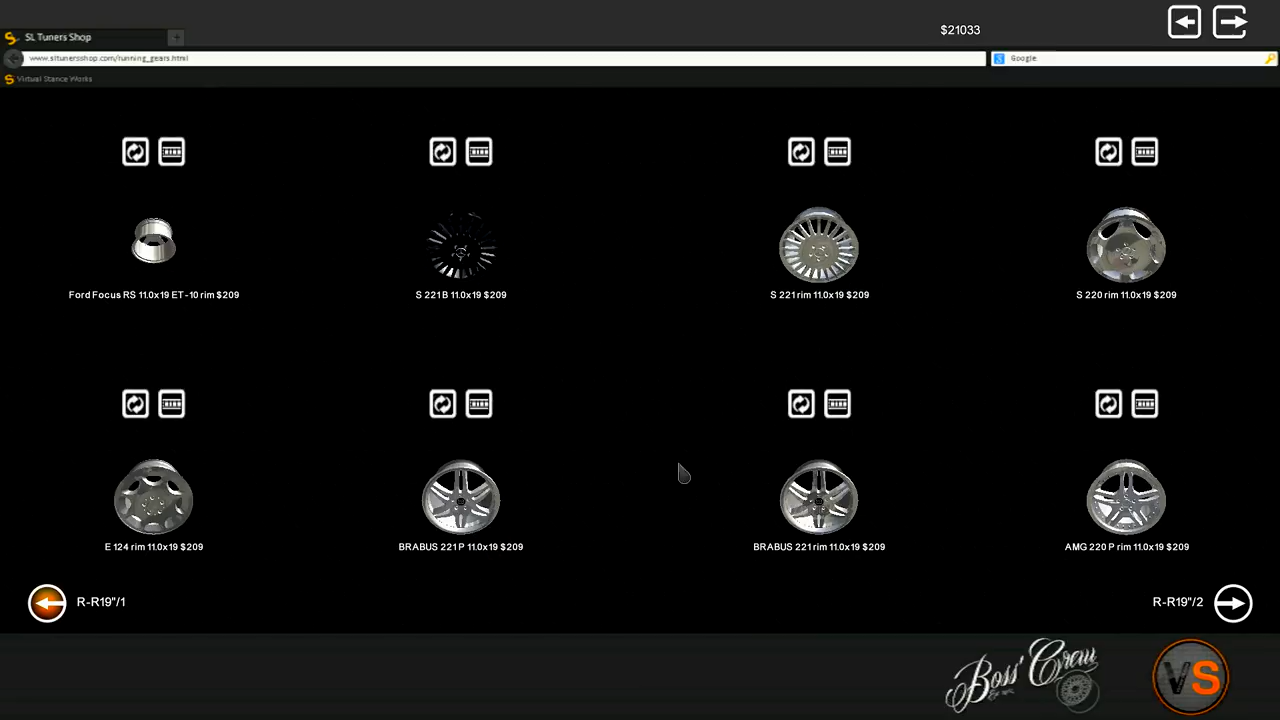 SL Tuners Shop
+
$21033
www.sltunersshop.com/running_gears.html
Google
Virtual Stance Works
Ford Focus RS 11.0x19 ET-10 rim $209
S 221 B 11.0x19 $209
S 221 rim 11.0x19 $209
S 220 rim 11.0x19 $209
E 124 rim 11.0x19 $209
BRABUS 221 P 11.0x19 $209
BRABUS 221 rim 11.0x19 $209
AMG 220 P rim 11.0x19 $209
R-R19"/1
R-R19"/2
Boss' Crew
VS